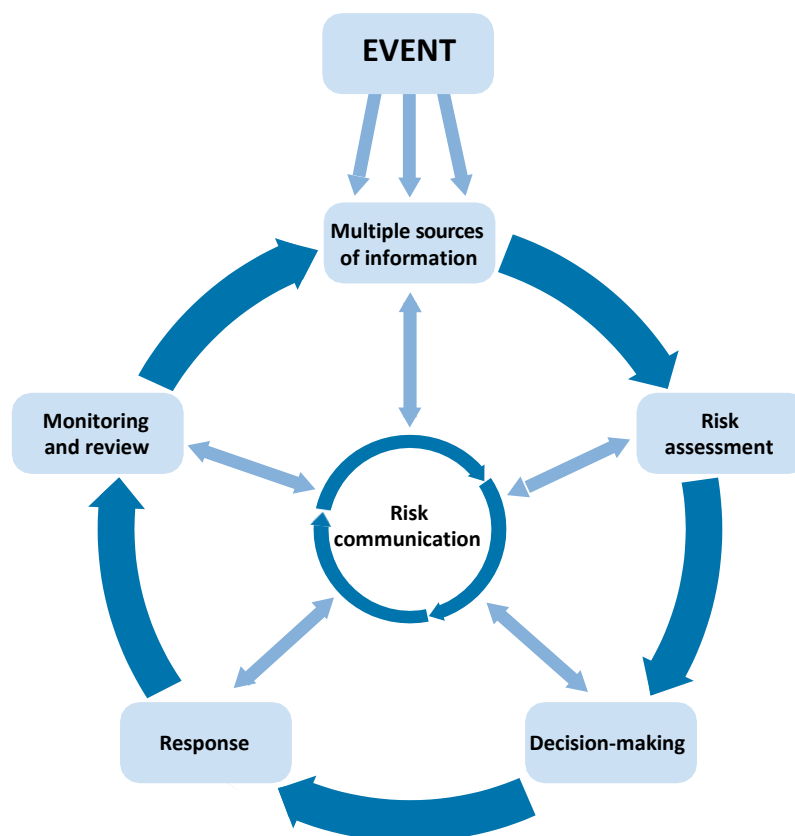 EVENT
Multiple sources
of information
Monitoring
and review
Risk
assessment
Risk
communication
Response
Decision-making